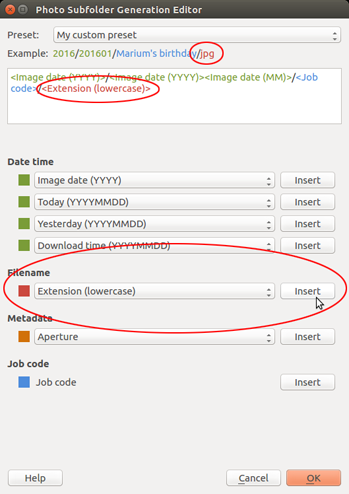 Photo Subfolder Generation Editor
Preset: My custom preset
Example: 2016/201601/Marium's birthday/jpg
<Image date (YYYY)>/<Image date (YYYY)><Image date (MM)>/<Job
code>/<Extension (lowercase)>
Date time
Image date (YYYY) Insert
Today (YYYYMMDD) Insert
Yesterday (YYYYMMDD) Insert
Download time (YYYYMMDD) Insert
Filename
Extension (lowercase) Insert
Metadata
Aperture Insert
Job code
Job code Insert
Help Cancel OK